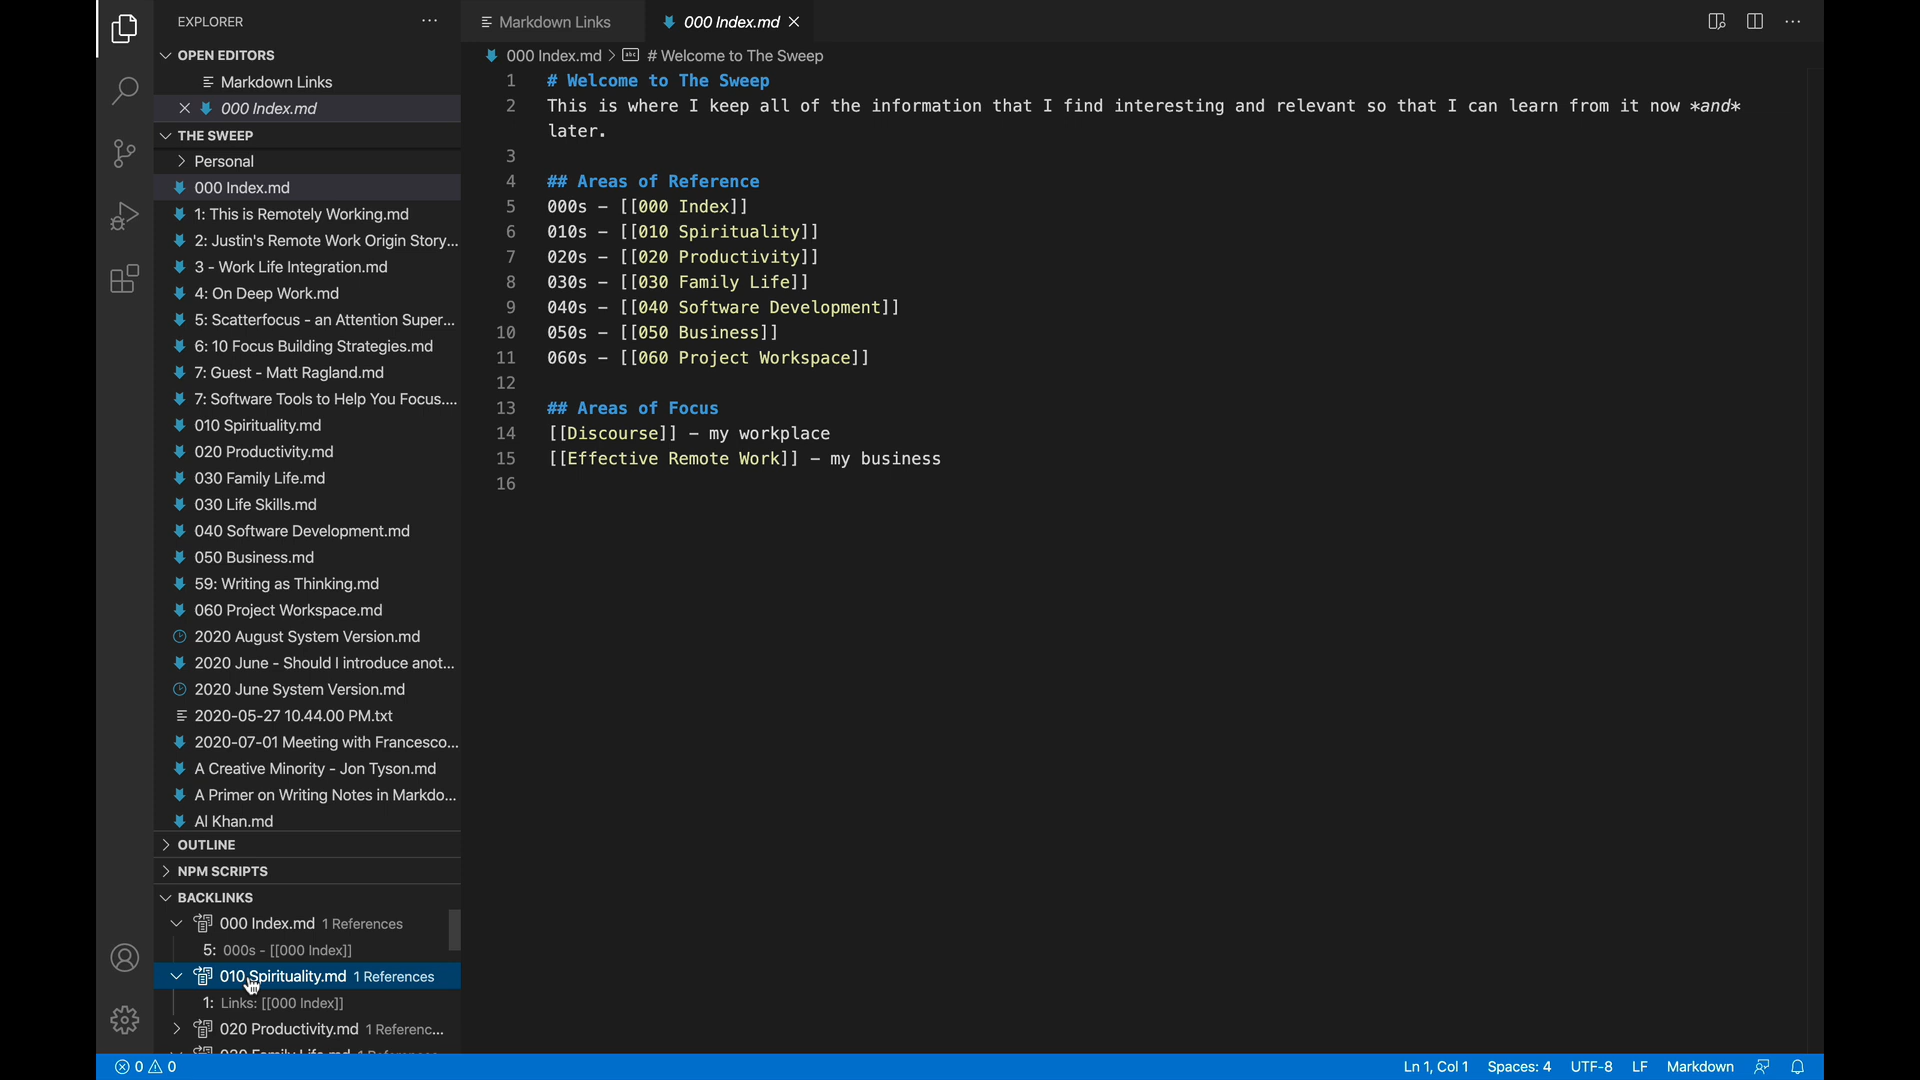 EXPLORER
OPEN EDITORS
Markdown Links
000 Index.md
THE SWEEP
Personal
000 Index.md
1: This is Remotely Working.md
2: Justin's Remote Work Origin Story...
3 - Work Life Integration.md
4: On Deep Work.md
5: Scatterfocus - an Attention Super...
6: 10 Focus Building Strategies.md
7: Guest - Matt Ragland.md
7: Software Tools to Help You Focus....
010 Spirituality.md
020 Productivity.md
030 Family Life.md
030 Life Skills.md
040 Software Development.md
050 Business.md
59: Writing as Thinking.md
060 Project Workspace.md
2020 August System Version.md
2020 June - Should I introduce anot...
2020 June System Version.md
2020-05-27 10.44.00 PM.txt
2020-07-01 Meeting with Francesco...
A Creative Minority - Jon Tyson.md
A Primer on Writing Notes in Markdo...
Al Khan.md
OUTLINE
NPM SCRIPTS
BACKLINKS
000 Index.md 1 References
5: 000s - [[000 Index]]
010 Spirituality.md 1 References
1: Links: [[000 Index]]
020 Productivity.md 1 Referenc...
Markdown Links
000 Index.md
000 Index.md > # Welcome to The Sweep
1 # Welcome to The Sweep
2 This is where I keep all of the information that I find interesting and relevant so that I can learn from it now *and*
later.
3
4 ## Areas of Reference
5 000s - [[000 Index]]
6 010s - [[010 Spirituality]]
7 020s - [[020 Productivity]]
8 030s - [[030 Family Life]]
9 040s - [[040 Software Development]]
10 050s - [[050 Business]]
11 060s - [[060 Project Workspace]]
12
13 ## Areas of Focus
14 [[Discourse]] - my workplace
15 [[Effective Remote Work]] - my business
16
0 0 Ln 1, Col 1 Spaces: 4 UTF-8 LF Markdown